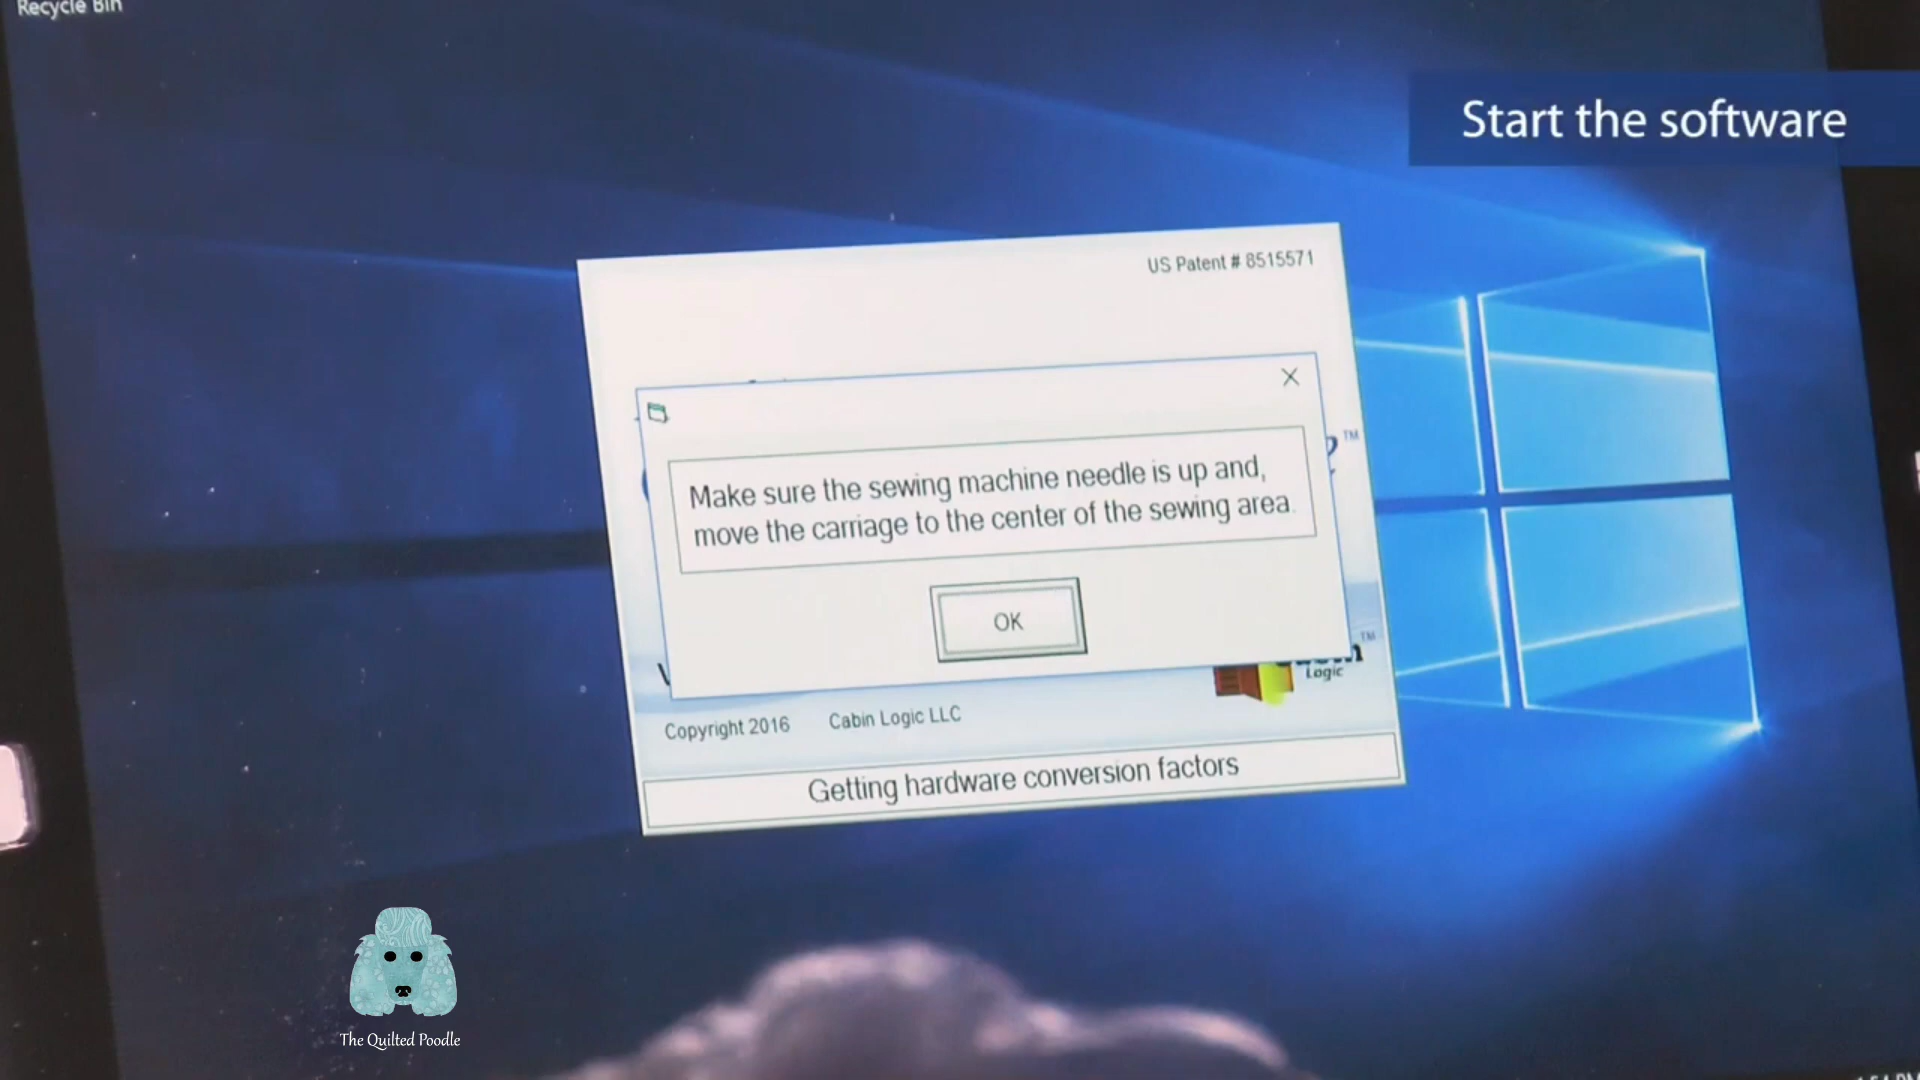 Recycle Bin
Start the software
US Patent # 8515571
TM
Make sure the sewing machine needle is up and,
move the carriage to the center of the sewing area.
OK
TM
Logic
Copyright 2016 Cabin Logic LLC
Getting hardware conversion factors
The Quilted Poodle